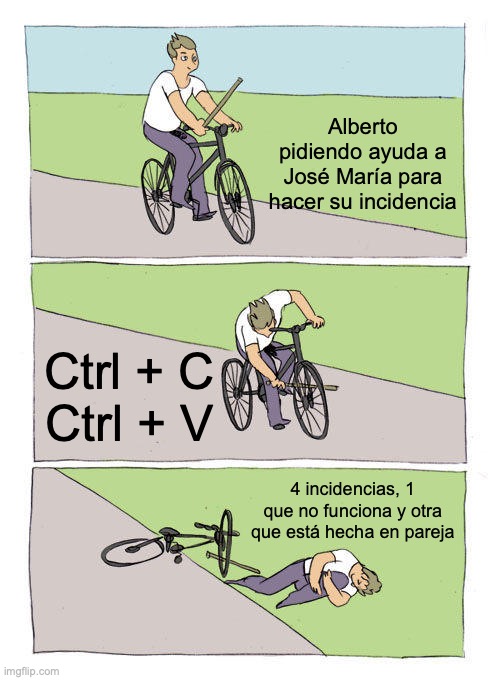 Alberto
pidiendo ayuda a
José María para
hacer su incidencia
Ctrl + C
Ctrl + V
4 incidencias, 1
que no funciona y otra
que está hecha en pareja
imgflip.com